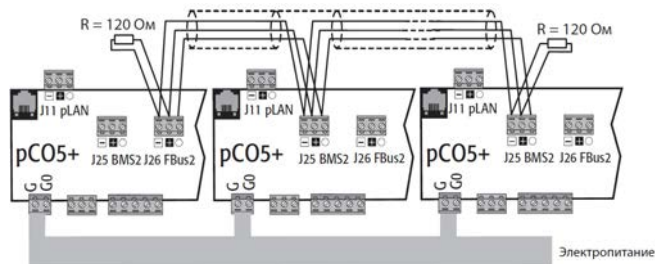 R = 120 Ом
R = 120 Ом
J11 pLAN
J11 pLAN
J11 pLAN
pCO5+
J25 BMS2
J26 FBus2
pCO5+
J25 BMS2
J26 FBus2
pCO5+
J25 BMS2
J26 FBus2
G
G0
G
G0
G
G0
Электропитание